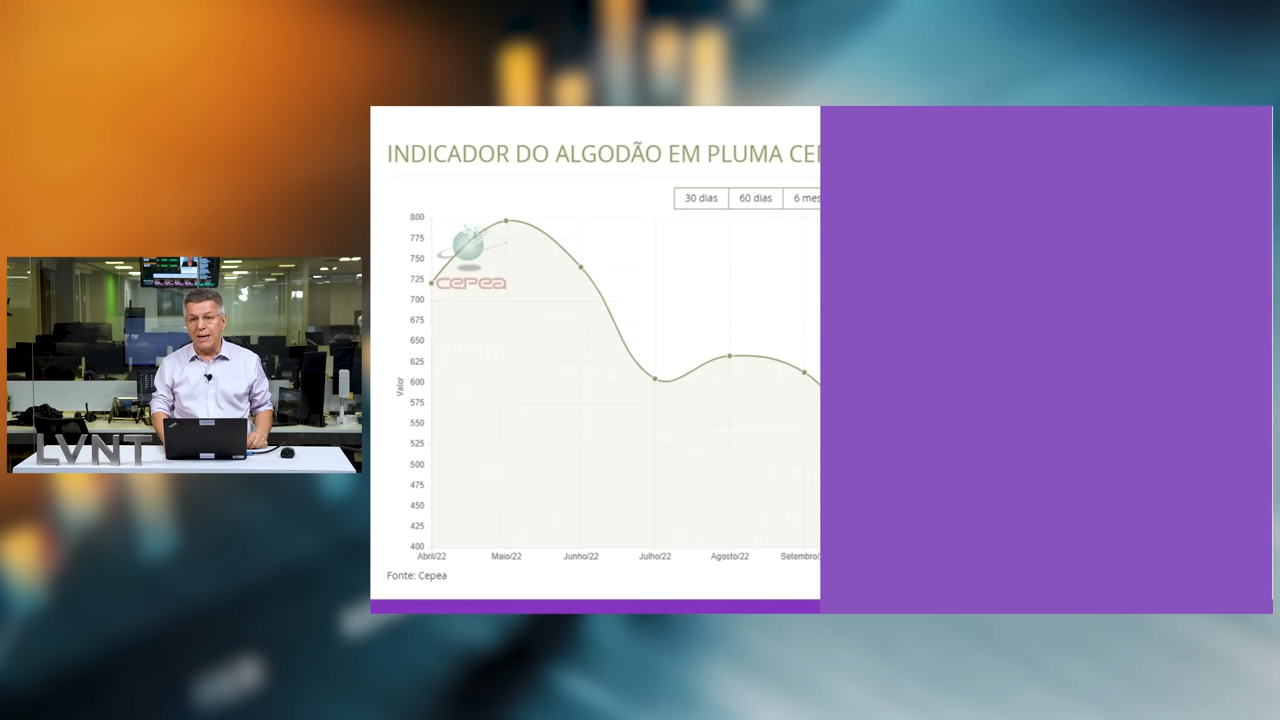 INDICADOR DO ALGODÃO EM PLUMA
30 dias 60 dias 6
800
775
750
725
700
675
650
625
600
575
550
525
500
475
450
425
400
Valor
cepea
Abril/22 Maio/22 Junho/22 Julho/22 Agosto/22 Setembro/
Fonte: Cepea
LVNT